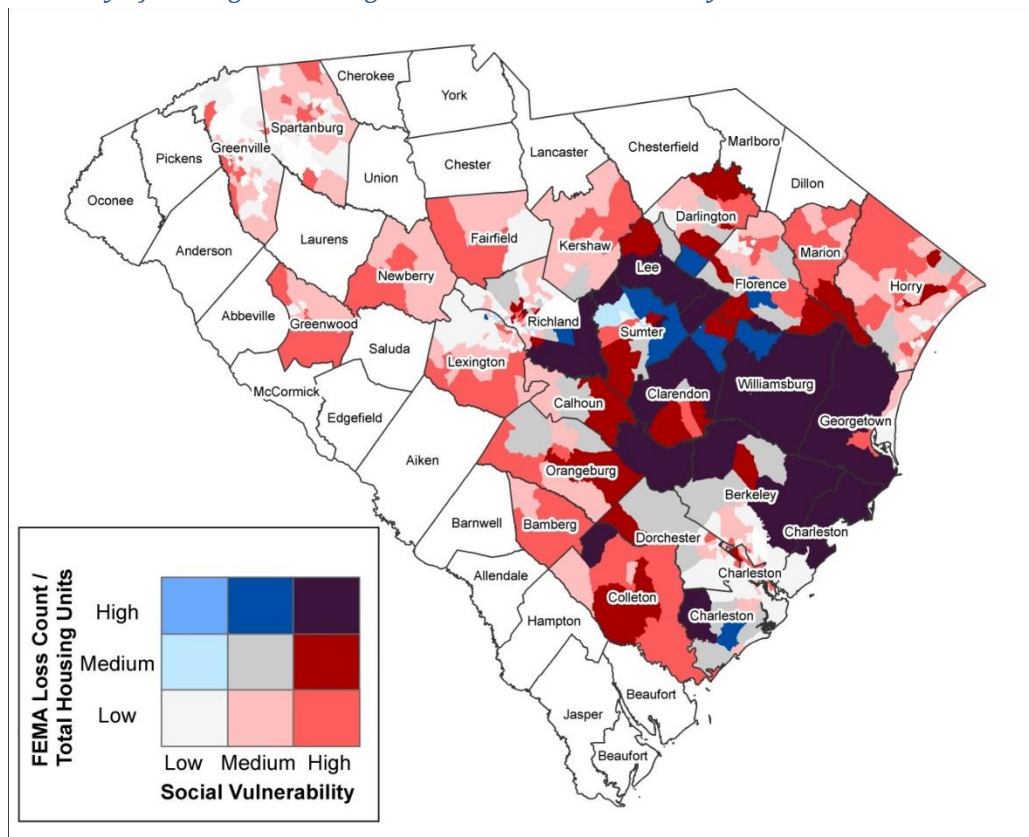 Cherokee
York
Spartanburg
Greenville
Pickens
Oconee
Union
Chester
Lancaster
Chesterfield
Marlboro
Dillon
Darlington
Anderson
Laurens
Fairfield
Kershaw
Marion
Newberry
Lee
Florence
Horry
Abbeville
Greenwood
Richland
Sumter
Saluda
Lexington
McCormick
Edgefield
Calhoun
Clarendon
Williamsburg
Georgetown
Aiken
Orangeburg
Berkeley
Barnwell
Bamberg
Dorchester
Charleston
Allendale
Charleston
Colleton
Charleston
Hampton
Beaufort
Jasper
Beaufort
FEMA Loss Count /
Total Housing Units
High
Medium
Low
Low Medium High
Social Vulnerability